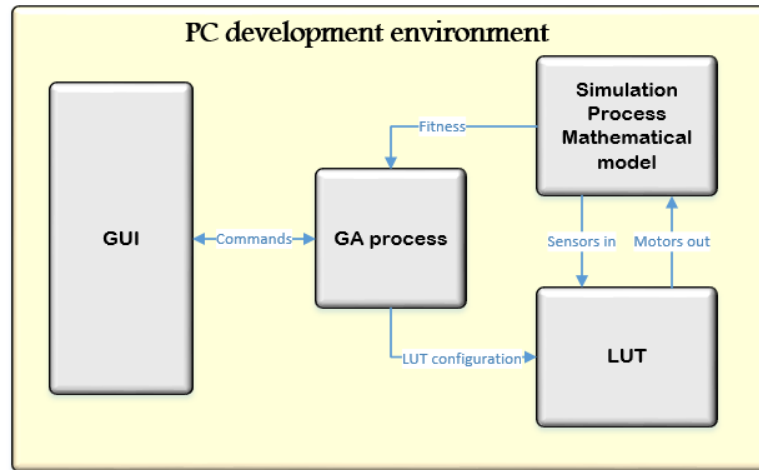 PC development environment
Simulation
Process
Mathematical
model
Fitness
GUI
Commands
GA process
Sensors in
Motors out
LUT configuration
LUT